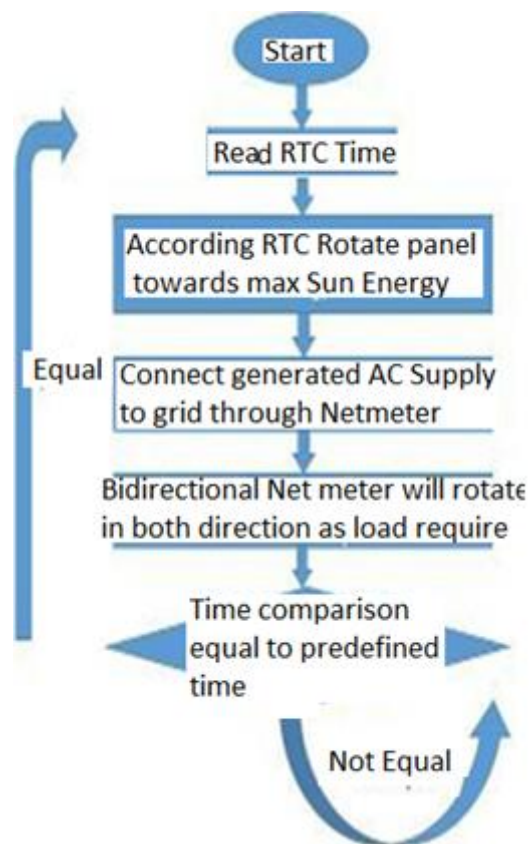 Start
Read RTC Time
According RTC Rotate panel
towards max Sun Energy
Equal
Connect generated AC Supply
to grid through Netmeter
Bidirectional Net meter will rotate
in both direction as load require
Time comparison
equal to predefined
time
Not Equal